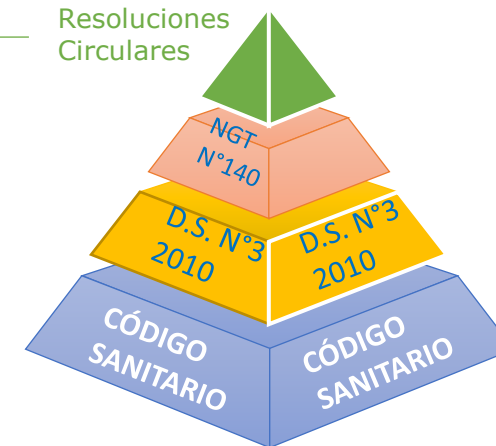 Resoluciones
Circulares
NGT
N°140
D.S. N°3
2010
D.S. N°3
2010
CÓDIGO
SANITARIO
CÓDIGO
SANITARIO